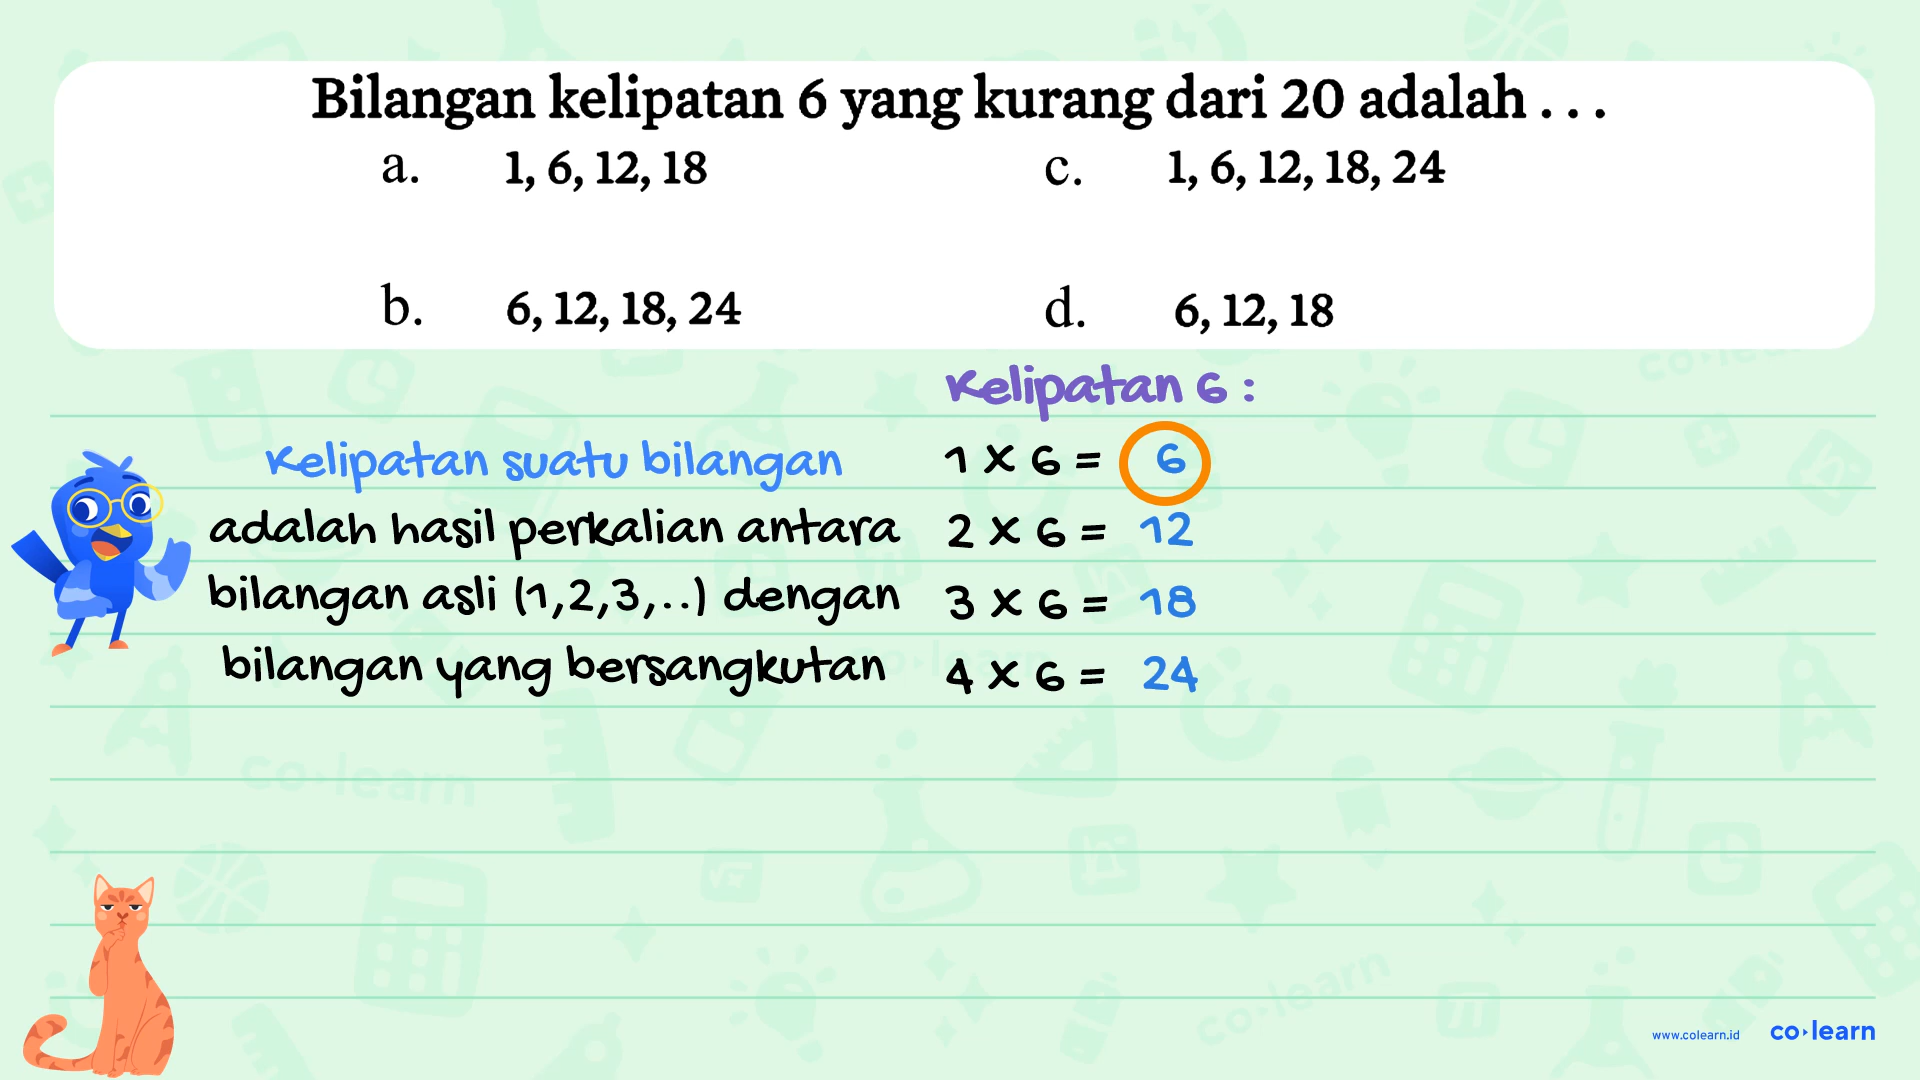 Bilangan kelipatan 6 yang kurang dari 20 adalah . . .
a. 1, 6, 12, 18
c. 1, 6, 12, 18, 24
b. 6, 12, 18, 24
d. 6, 12, 18
Kelipatan suatu bilangan
adalah hasil perkalian antara
bilangan asli (1,2,3,..) dengan
bilangan yang bersangkutan
Kelipatan 6 :
1 × 6 = 6
2 × 6 = 12
3 × 6 = 18
4 × 6 = 24
www.colearn.id
co·learn